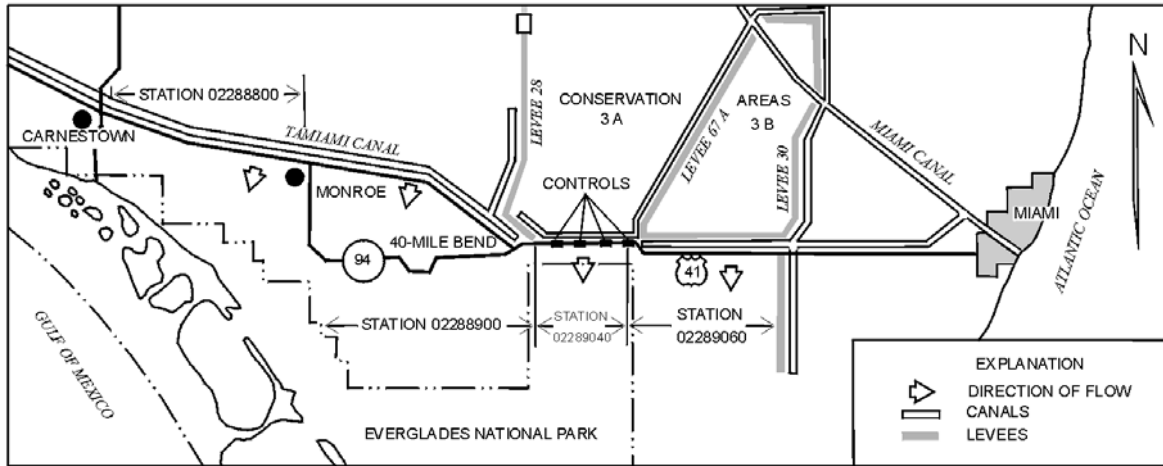 N
STATION 02288800
CARNESTOWN
TAMIAMI CANAL
MONROE
LEVEE 28
CONSERVATION
3 A
AREAS
3 B
LEVEE 67 A
LEVEE 30
MIAMI CANAL
MIAMI
ATLANTIC OCEAN
CONTROLS
40-MILE BEND
94
41
STATION 02288900
STATION
02289040
STATION
02289060
GULF OF MEXICO
EVERGLADES NATIONAL PARK
EXPLANATION
DIRECTION OF FLOW
CANALS
LEVEES